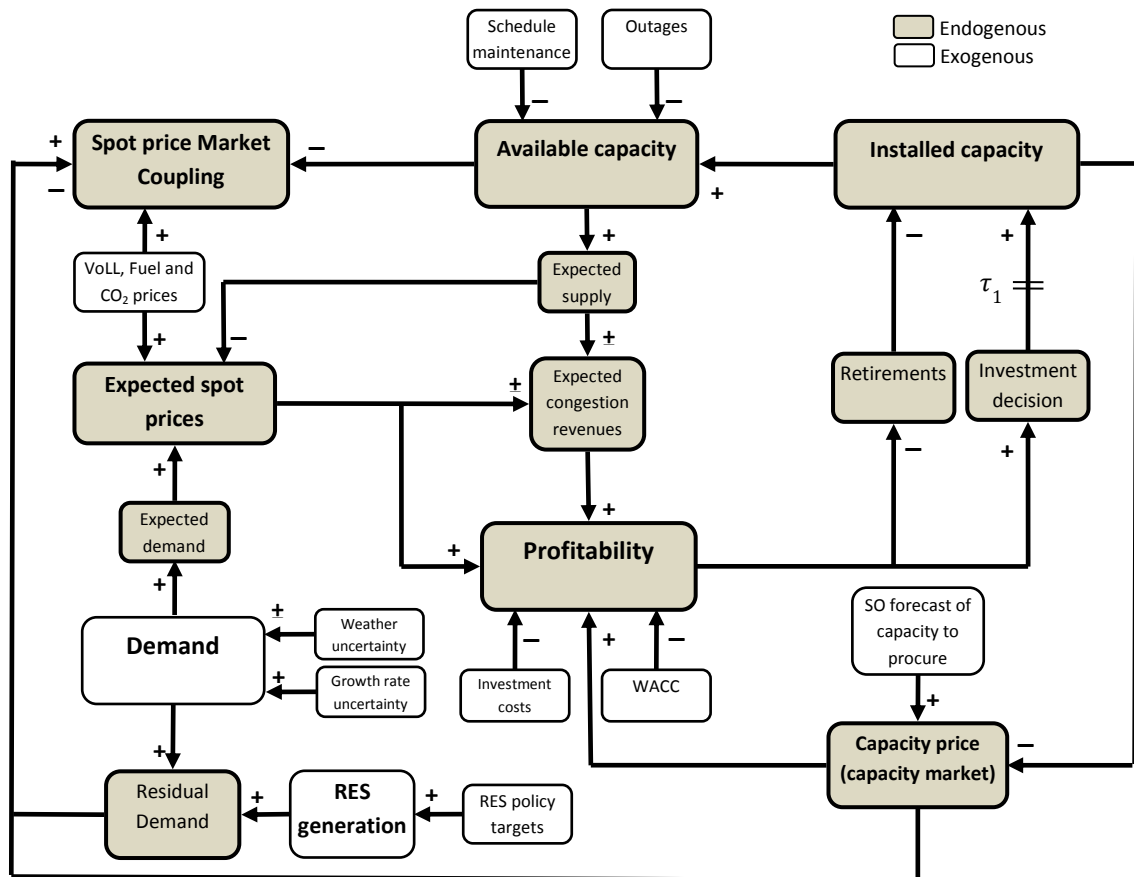 Schedule
maintenance
Outages
Endogenous
Exogenous
−
−
+
−
Spot price Market
Coupling
−
Available capacity
+
Installed capacity
+
VoLL, Fuel and
CO₂ prices
+
+
Expected
supply
−
+
τ₁
−
±
Expected spot
prices
±
Expected
congestion
revenues
Retirements
Investment
decision
+
−
+
Expected
demand
+
+
+
Profitability
Demand
±
Weather
uncertainty
+
Growth rate
uncertainty
−
+
−
Investment
costs
WACC
SO forecast of
capacity to
procure
+
+
Capacity price
(capacity market)
−
Residual
Demand
+
RES
generation
+
RES policy
targets